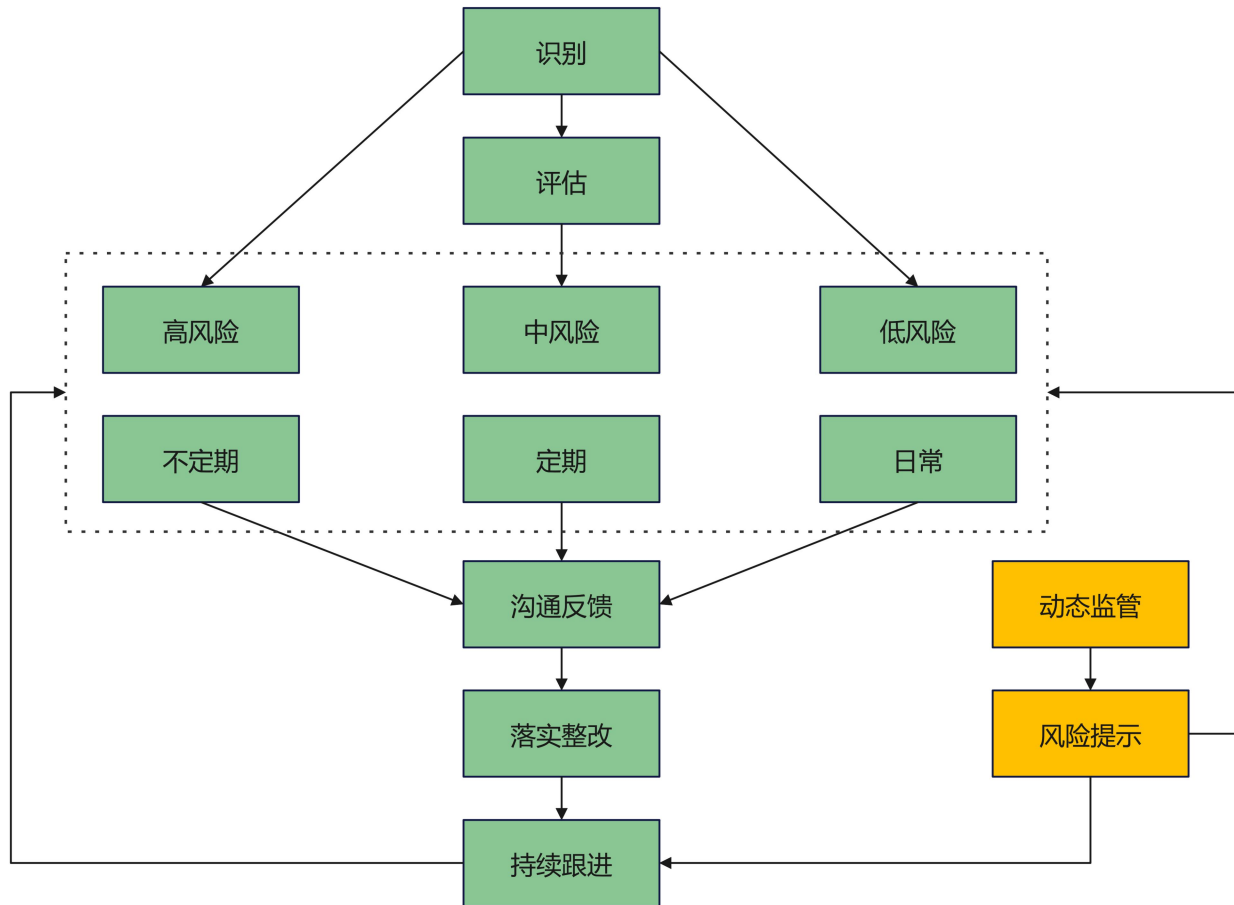 识别
评估
高风险
中风险
低风险
不定期
定期
日常
沟通反馈
动态监管
落实整改
风险提示
持续跟进